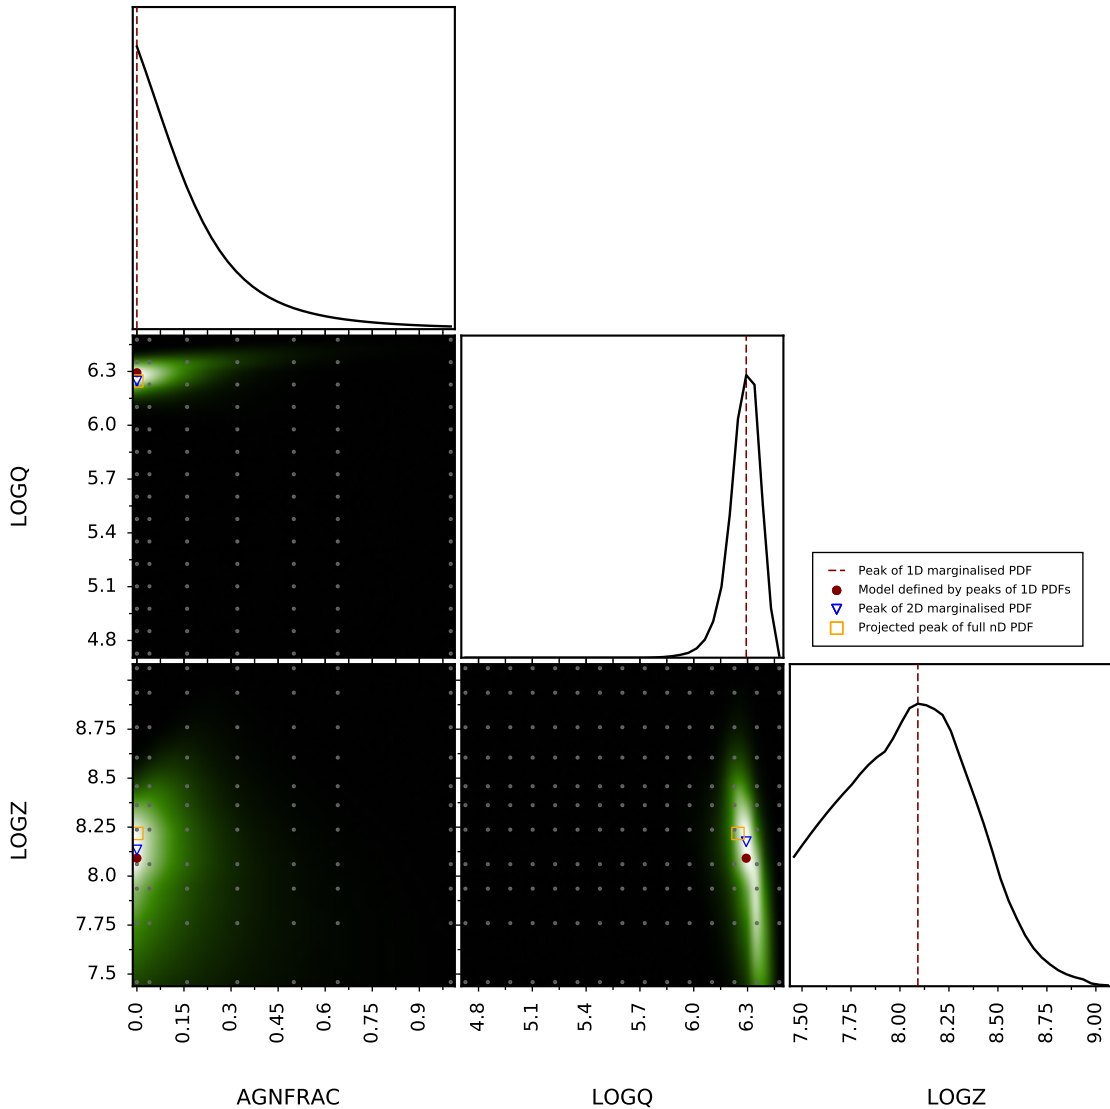 6.3
6.0
5.7
5.4
5.1
4.8
LOGQ
Peak of 1D marginalised PDF
Model defined by peaks of 1D PDFs
Peak of 2D marginalised PDF
Projected peak of full nD PDF
8.75
8.5
8.25
8.0
7.75
7.5
LOGZ
0.0 0.15 0.3 0.45 0.6 0.75 0.9
4.8 5.1 5.4 5.7 6.0 6.3
7.50 7.75 8.00 8.25 8.50 8.75 9.00
AGNFRAC LOGQ LOGZ